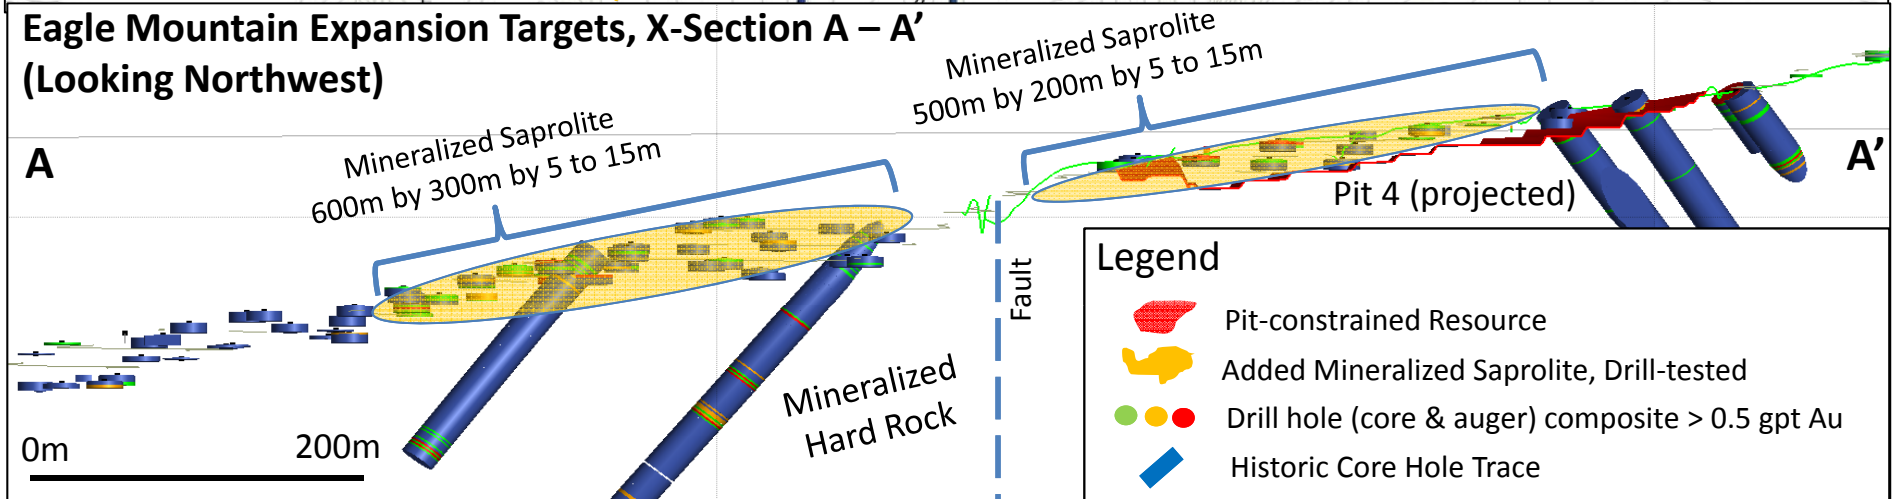 Eagle Mountain Expansion Targets, X-Section A – A’
(Looking Northwest)
Mineralized Saprolite
600m by 300m by 5 to 15m
Mineralized Saprolite
500m by 200m by 5 to 15m
A
A’
Pit 4 (projected)
Fault
Mineralized
Hard Rock
0m
200m
Legend
Pit-constrained Resource
Added Mineralized Saprolite, Drill-tested
Drill hole (core & auger) composite > 0.5 gpt Au
Historic Core Hole Trace